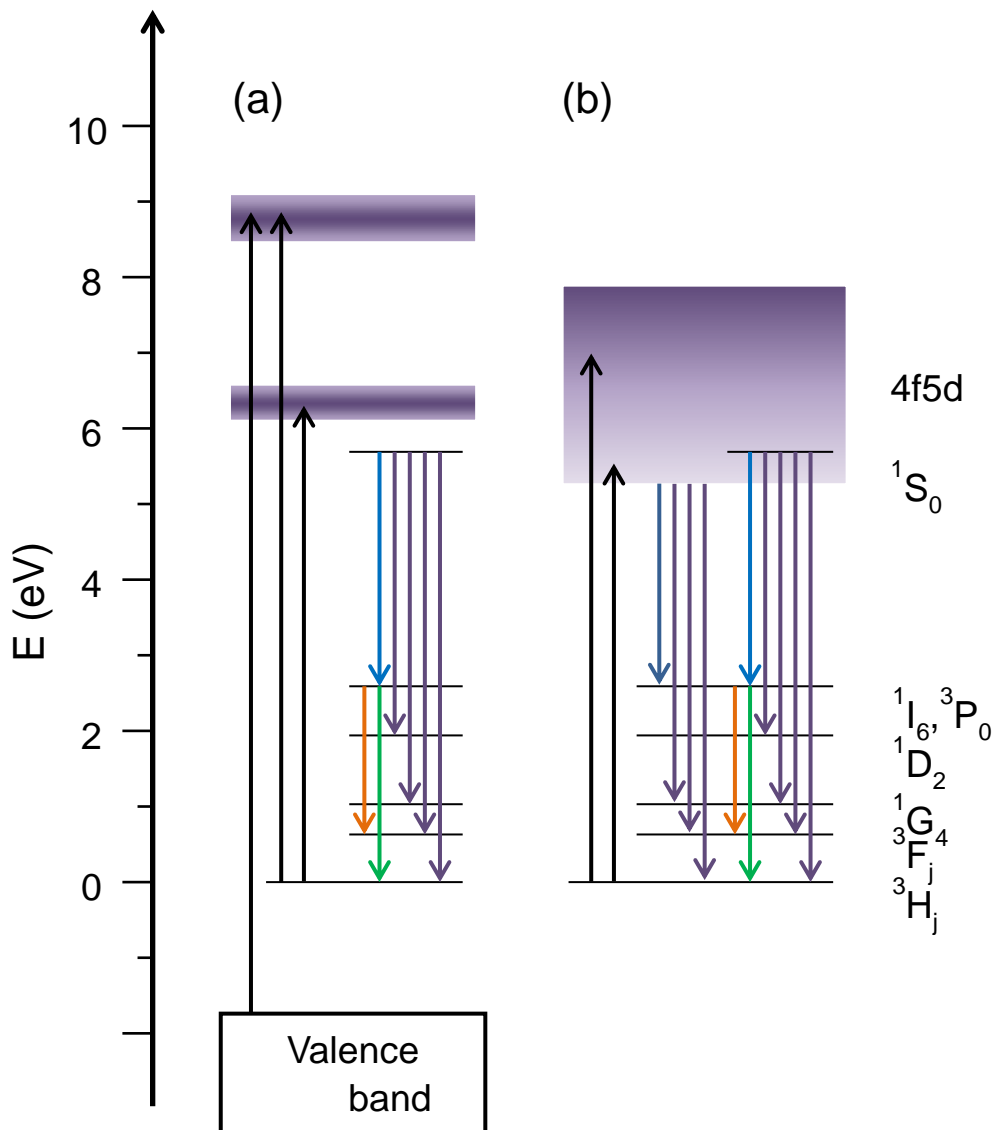 (a)
(b)
10
8
6
4
2
0
E (eV)
4f5d
¹S₀
¹I₆, ³P₀
¹D₂
¹G₄
³Fⱼ
³Hⱼ
Valence
band